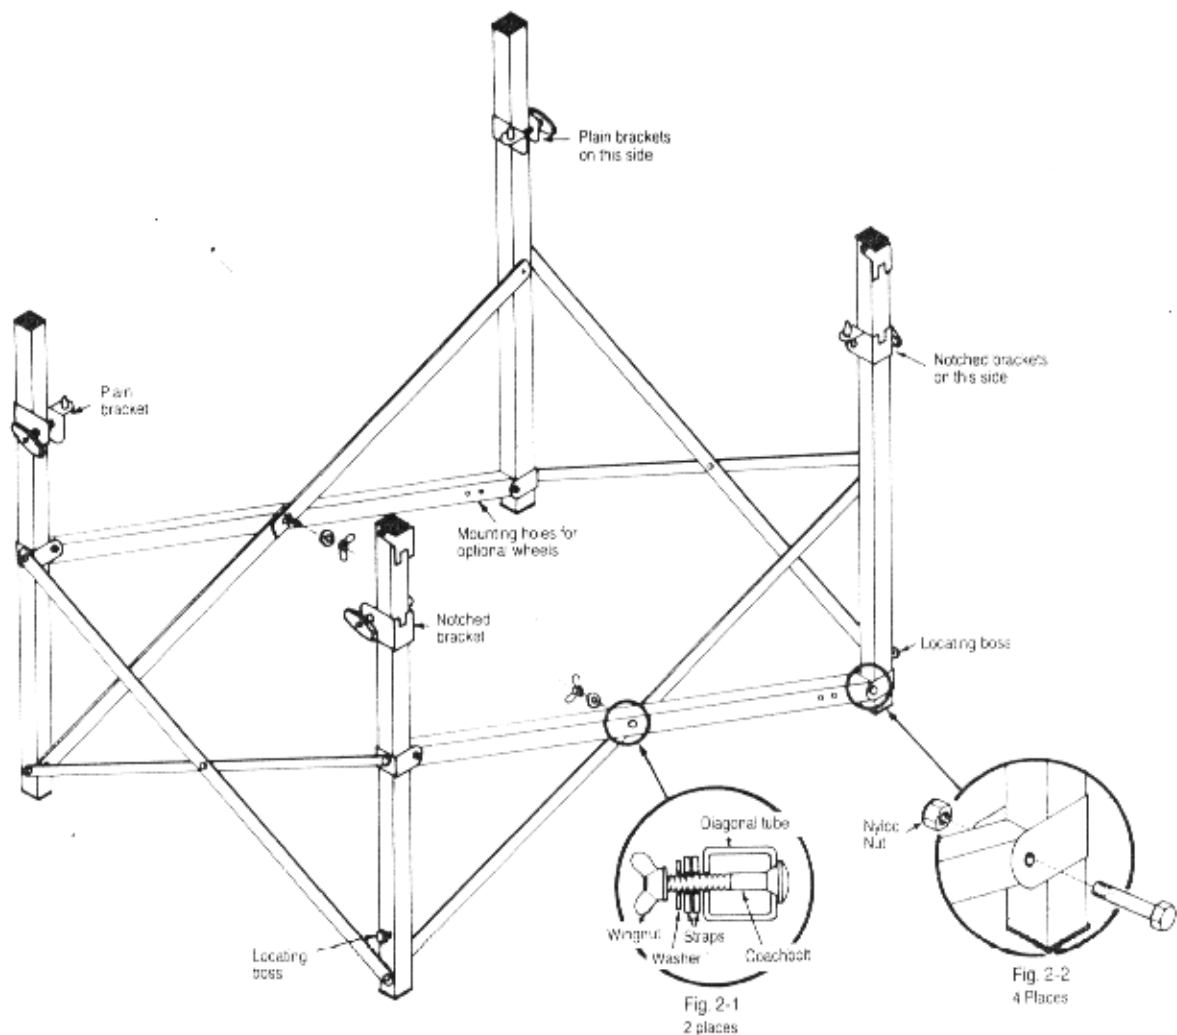 Plain brackets
on this side
Notched brackets
on this side
Plain
bracket
Mounting holes for
optional wheels
Notched
bracket
Locating boss
Diagonal tube
Nyloc
Nut
Wingnut
Washer
Straps
Coachbolt
Locating
boss
Fig. 2-1
2 places
Fig. 2-2
4 Places